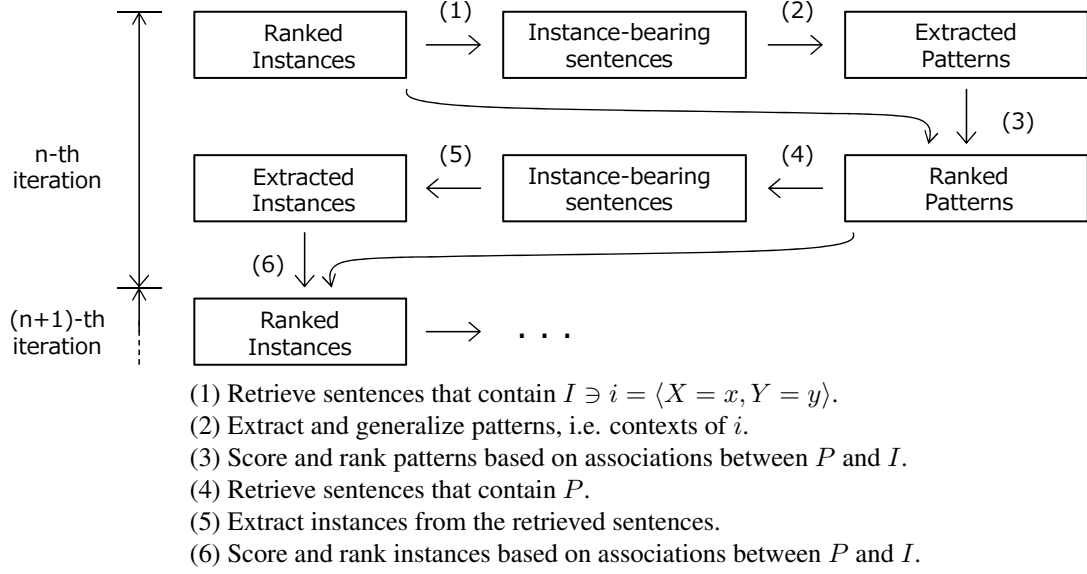 (1)
(2)
Ranked
Instances
Instance-bearing
sentences
Extracted
Patterns
(3)
n-th
iteration
(5)
(4)
Extracted
Instances
Instance-bearing
sentences
Ranked
Patterns
(6)
(n+1)-th
iteration
Ranked
Instances
. . .
(1) Retrieve sentences that contain I ∋ i = ⟨X = x, Y = y⟩.
(2) Extract and generalize patterns, i.e. contexts of i.
(3) Score and rank patterns based on associations between P and I.
(4) Retrieve sentences that contain P.
(5) Extract instances from the retrieved sentences.
(6) Score and rank instances based on associations between P and I.